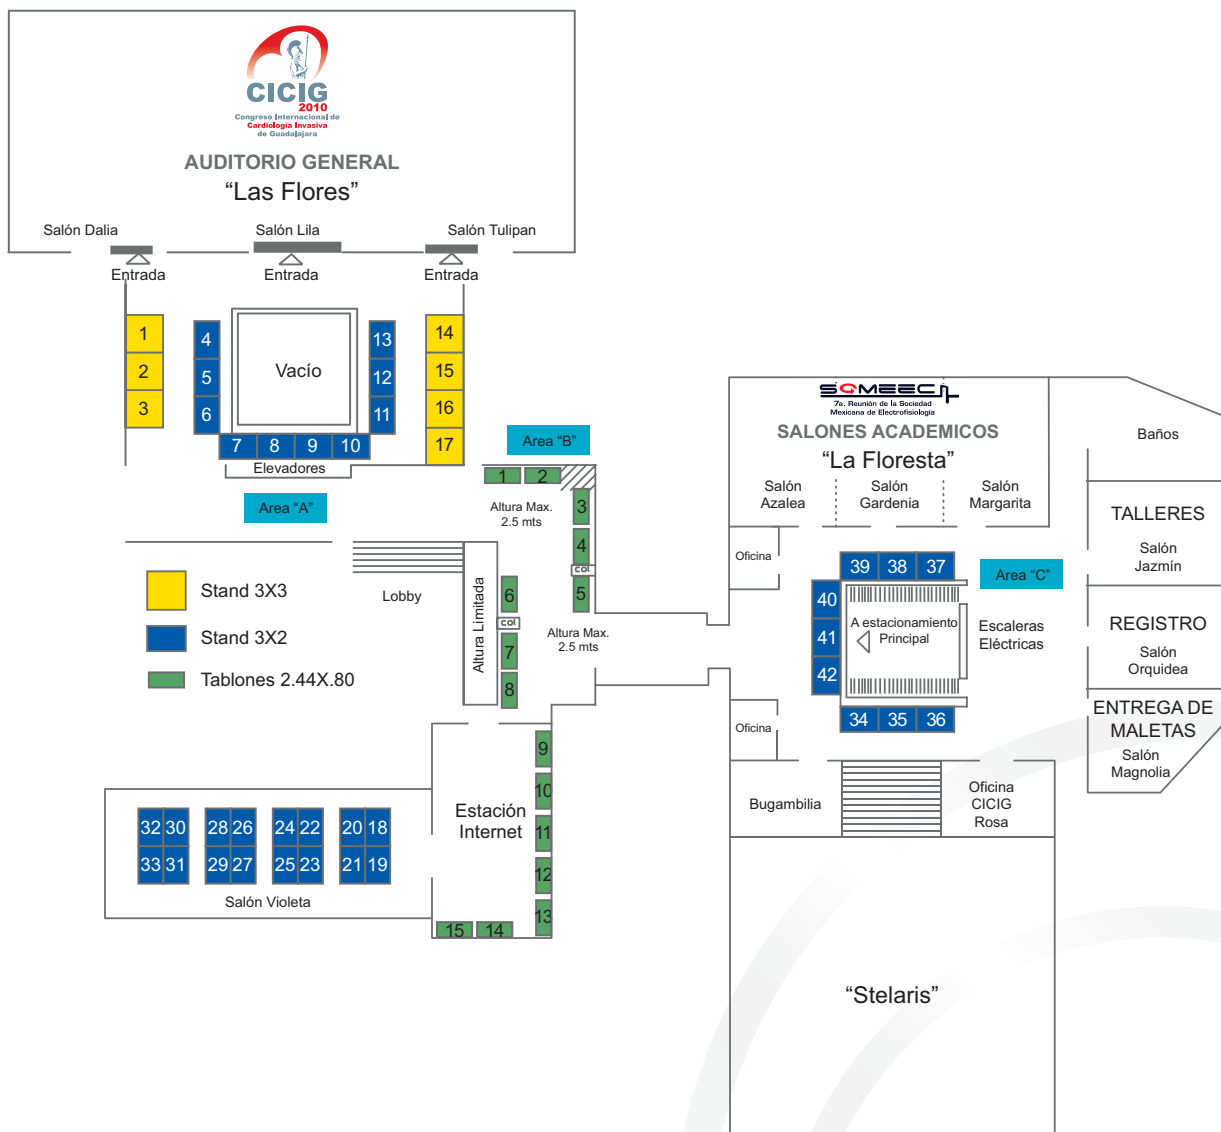 CICIG
2010
Congreso Internacional de
Cardiología Invasiva
de Guadalajara
AUDITORIO GENERAL
“Las Flores”
Salón Dalia
Salón Lila
Salón Tulipan
Entrada
Entrada
Entrada
1
2
3
4
5
6
Vacío
13
12
11
14
15
16
17
7 8 9 10
Elevadores
Area “A”
Area “B”
1 2
Altura Max.
2.5 mts
3
4
col
5
Stand 3X3
Stand 3X2
Tablones 2.44X.80
Lobby
Altura Limitada
6
col
7
8
Altura Max.
2.5 mts
9
10
11
12
13
Estación
Internet
15 14
32 30 28 26 24 22 20 18
33 31 29 27 25 23 21 19
Salón Violeta
SOMEEC
7a. Reunión de la Sociedad
Mexicana de Electrofisiología
SALONES ACADEMICOS
“La Floresta”
Salón
Azalea
Salón
Gardenia
Salón
Margarita
Oficina
39 38 37
Area “C”
40
41
42
A estacionamiento
Principal
Escaleras
Eléctricas
34 35 36
Oficina
Bugambilia
Oficina
CICIG
Rosa
“Stelaris”
Baños
TALLERES
Salón
Jazmín
REGISTRO
Salón
Orquidea
ENTREGA DE
MALETAS
Salón
Magnolia